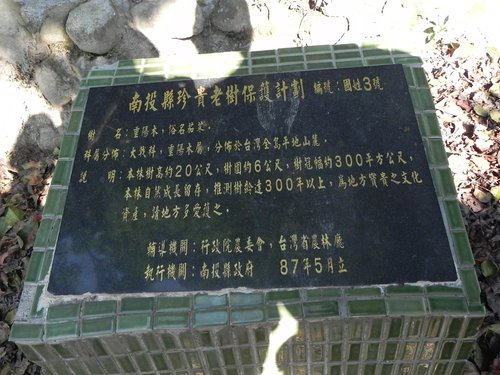 南投縣珍貴老樹保護計劃 編號：國姓3號
樹 名：重陽木，俗名茄苳。
科屬分佈：大戟科，重陽木屬，分佈於台灣全島平地山麓。
說 明：本株樹高約20公尺，樹圍約6公尺，樹冠幅約300平方公尺，
本株自然成長留存，推測樹齡達300年以上，為地方寶貴之文化
資產，請地方多愛護之。
輔導機關：行政院農委會，台灣省農林廳
執行機關：南投縣政府 87年5月立